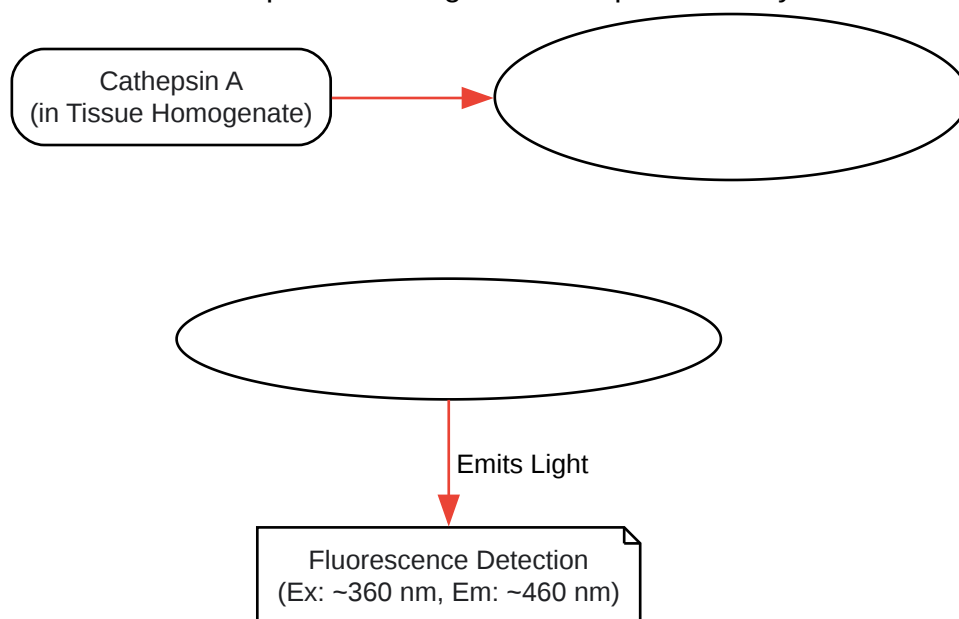 Cathepsin A
(in Tissue Homogenate)
Emits Light
Fluorescence Detection
(Ex: ~360 nm, Em: ~460 nm)